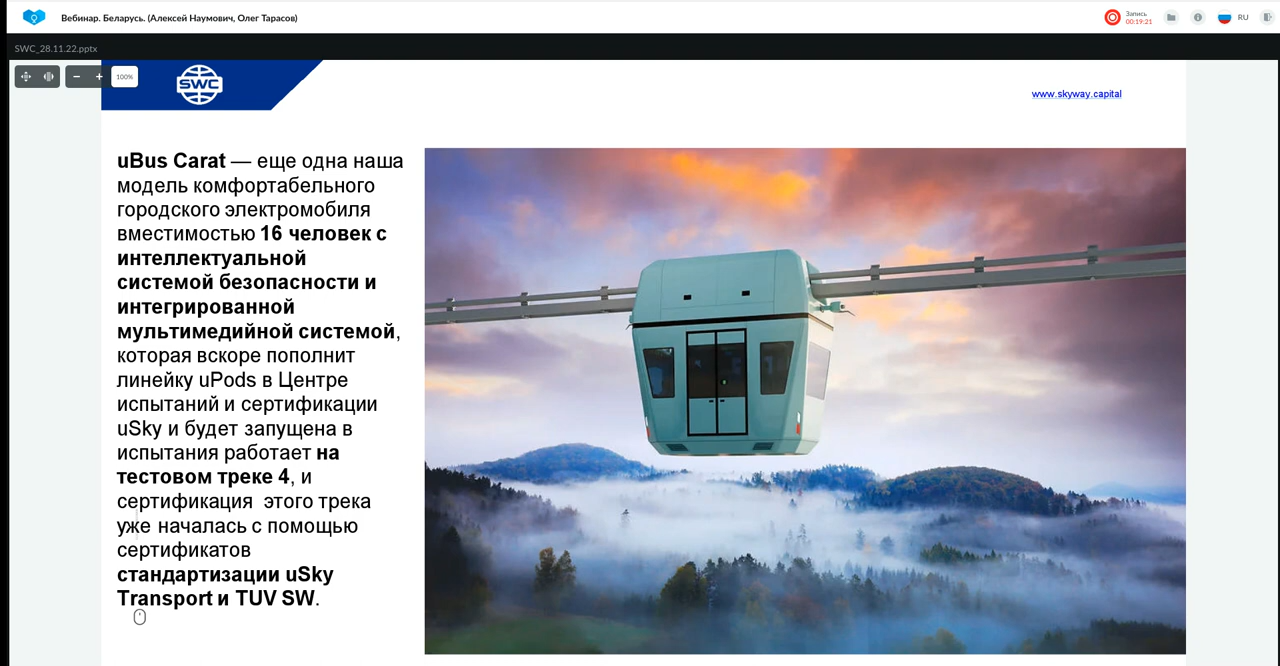 Вебинар. Беларусь. (Алексей Наумович, Олег Тарасов)
Запись
00:19:21
RU
SWC_28.11.22.pptx
100%
SWC
www.skyway.capital
uBus Carat — еще одна наша
модель комфортабельного
городского электромобиля
вместимостью 16 человек с
интеллектуальной
системой безопасности и
интегрированной
мультимедийной системой,
которая вскоре пополнит
линейку uPods в Центре
испытаний и сертификации
uSky и будет запущена в
испытания работает на
тестовом треке 4, и
сертификация этого трека
уже началась с помощью
сертификатов
стандартизации uSky
Transport и TUV SW.